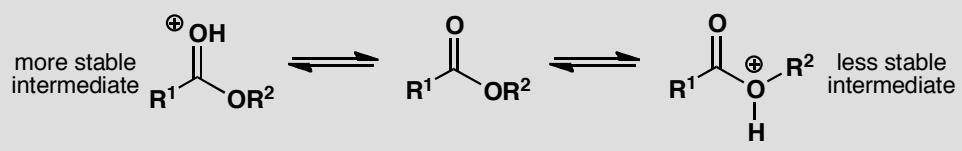 more stable
intermediate
⊕
OH
R¹
OR²
O
R¹
OR²
O
R¹
⊕
O
R²
H
less stable
intermediate